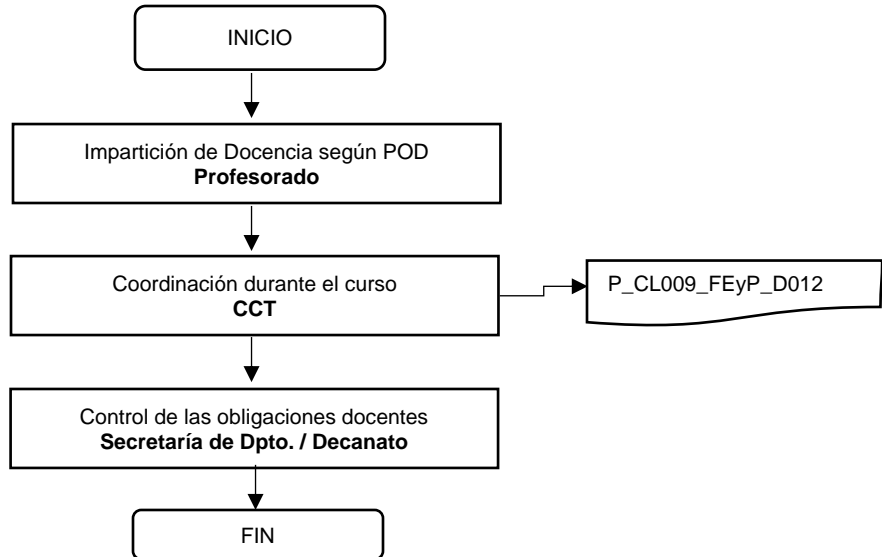 INICIO
Impartición de Docencia según POD
Profesorado
Coordinación durante el curso
CCT
P_CL009_FEyP_D012
Control de las obligaciones docentes
Secretaría de Dpto. / Decanato
FIN